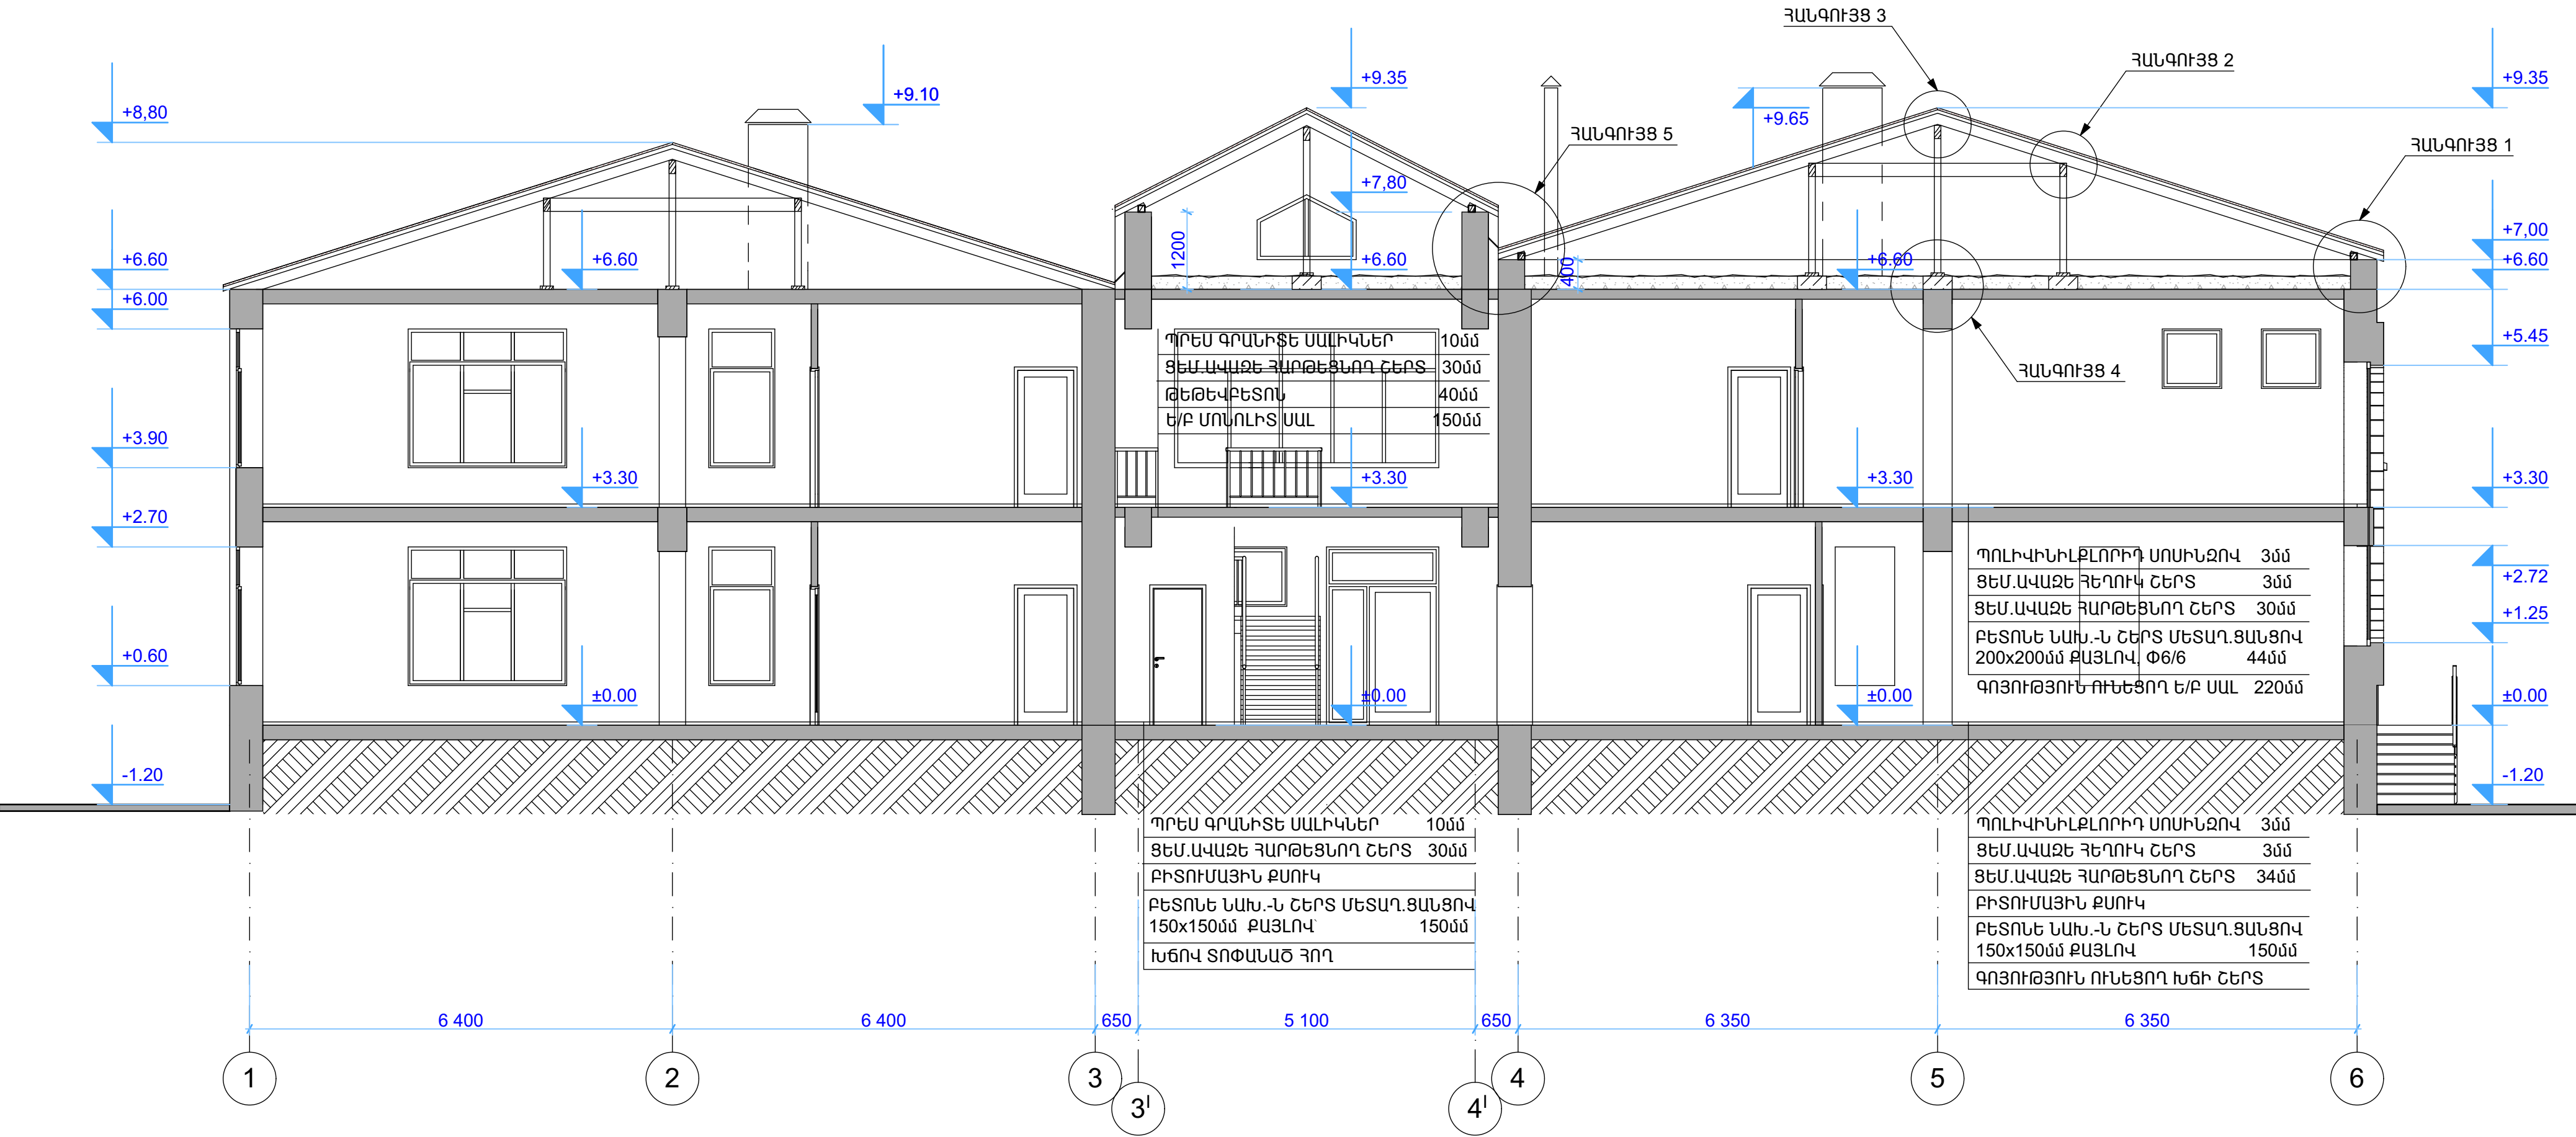 ՀԱՆԳՈՒՅՑ 3
ՀԱՆԳՈՒՅՑ 2
+9.35
+9.35
+8,80
+9.10
+9.65
ՀԱՆԳՈՒՅՑ 5
ՀԱՆԳՈՒՅՑ 1
+7,80
+7,00
1200
+6.60
+6.60
+6.60
400
+6.60
+6.60
+6.00
+5.45
ՊՐԵՍ ԳՐԱՆԻՏԵ ՍԱԼԻԿՆԵՐ 10մմ
ՑԵՄ.ԱՎԱԶԵ ՀԱՐԹԵՑՆՈՂ ՇԵՐՏ 30մմ
ԹԵԹԵՎԲԵՏՈՆ 40մմ
Ե/Բ ՄՈՆՈԼԻՏ ՍԱԼ 150մմ
ՀԱՆԳՈՒՅՑ 4
+3.90
+3.30
+3.30
+3.30
+3.30
+2.70
ՊՈԼԻՎԻՆԻԼՔԼՈՐԻԴ ՍՈՍԻՆՁՈՎ 3մմ
ՑԵՄ.ԱՎԱԶԵ ՀԵՂՈՒԿ ՇԵՐՏ 3մմ
ՑԵՄ.ԱՎԱԶԵ ՀԱՐԹԵՑՆՈՂ ՇԵՐՏ 30մմ
ԲԵՏՈՆԵ ՆԱԽ.-Ն ՇԵՐՏ ՄԵՏԱՂ.ՑԱՆՑՈՎ
200x200մմ ՔԱՅԼՈՎ, Փ6/6 44մմ
ԳՈՅՈՒԹՅՈՒՆ ՈՒՆԵՑՈՂ Ե/Բ ՍԱԼ 220մմ
+2.72
+1.25
+0.60
±0.00
±0.00
±0.00
±0.00
-1.20
-1.20
ՊՐԵՍ ԳՐԱՆԻՏԵ ՍԱԼԻԿՆԵՐ 10մմ
ՑԵՄ.ԱՎԱԶԵ ՀԱՐԹԵՑՆՈՂ ՇԵՐՏ 30մմ
ԲԻՏՈՒՄԱՅԻՆ ՔՍՈՒԿ
ԲԵՏՈՆԵ ՆԱԽ.-Ն ՇԵՐՏ ՄԵՏԱՂ.ՑԱՆՑՈՎ
150x150մմ ՔԱՅԼՈՎ 150մմ
ԽՃՈՎ ՏՈՓԱՆԱԾ ՀՈՂ
ՊՈԼԻՎԻՆԻԼՔԼՈՐԻԴ ՍՈՍԻՆՁՈՎ 3մմ
ՑԵՄ.ԱՎԱԶԵ ՀԵՂՈՒԿ ՇԵՐՏ 3մմ
ՑԵՄ.ԱՎԱԶԵ ՀԱՐԹԵՑՆՈՂ ՇԵՐՏ 34մմ
ԲԻՏՈՒՄԱՅԻՆ ՔՍՈՒԿ
ԲԵՏՈՆԵ ՆԱԽ.-Ն ՇԵՐՏ ՄԵՏԱՂ.ՑԱՆՑՈՎ
150x150մմ ՔԱՅԼՈՎ 150մմ
ԳՈՅՈՒԹՅՈՒՆ ՈՒՆԵՑՈՂ ԽՃԻ ՇԵՐՏ
6 400 6 400 650 5 100 650 6 350 6 350
1 2 3 4 5 6
3' 4'